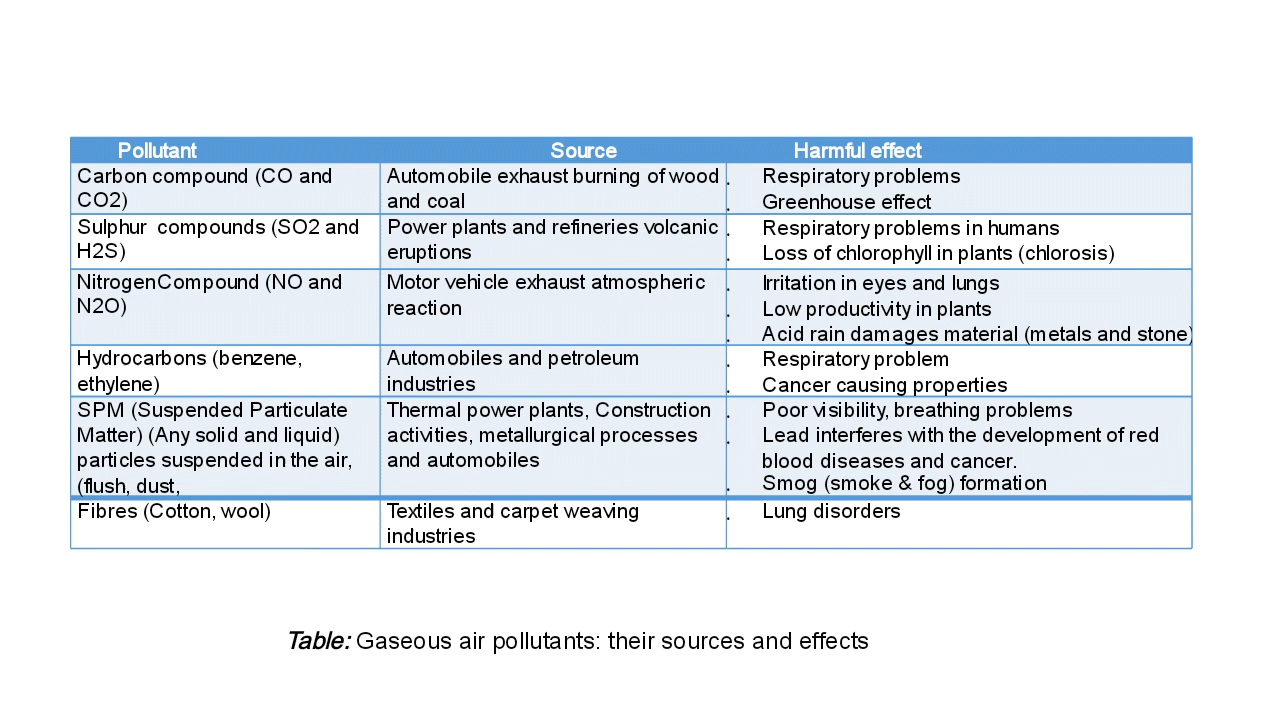 Pollutant Source Harmful effect
Carbon compound (CO and
CO2)
Automobile exhaust burning of wood
and coal
. Respiratory problems
. Greenhouse effect
Sulphur compounds (SO2 and
H2S)
Power plants and refineries volcanic
eruptions
. Respiratory problems in humans
. Loss of chlorophyll in plants (chlorosis)
Nitrogen Compound (NO and
N2O)
Motor vehicle exhaust atmospheric
reaction
. Irritation in eyes and lungs
. Low productivity in plants
. Acid rain damages material (metals and stone)
Hydrocarbons (benzene,
ethylene)
Automobiles and petroleum
industries
. Respiratory problem
. Cancer causing properties
SPM (Suspended Particulate
Matter) (Any solid and liquid)
particles suspended in the air,
(flush, dust,
Thermal power plants, Construction
activities, metallurgical processes
and automobiles
. Poor visibility, breathing problems
. Lead interferes with the development of red
blood diseases and cancer.
. Smog (smoke & fog) formation
Fibres (Cotton, wool)
Textiles and carpet weaving
industries
. Lung disorders
Table: Gaseous air pollutants: their sources and effects